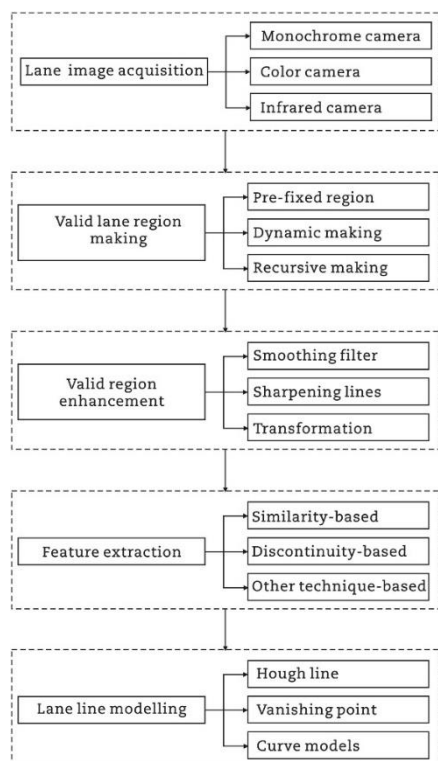 Lane image acquisition
Monochrome camera
Color camera
Infrared camera
Valid lane region
making
Pre-fixed region
Dynamic making
Recursive making
Valid region
enhancement
Smoothing filter
Sharpening lines
Transformation
Feature extraction
Similarity-based
Discontinuity-based
Other technique-based
Lane line modelling
Hough line
Vanishing point
Curve models